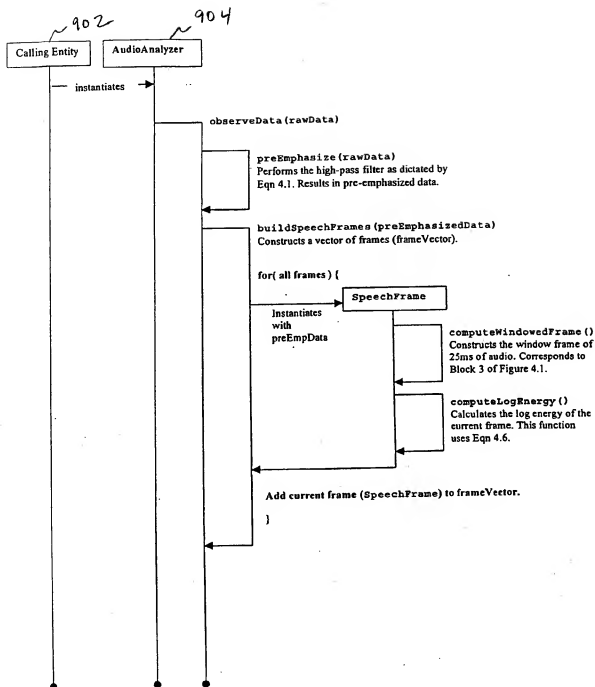 902
904
Calling Entity
AudioAnalyzer
instantiates
observeData(rawData)
preEmphasize(rawData)
Performs the high-pass filter as dictated by
Eqn 4.1. Results in pre-emphasized data.
buildSpeechFrames(preEmphasizedData)
Constructs a vector of frames (frameVector).
for( all frames ) {
SpeechFrame
Instantiates
with
preEmpData
computeWindowedFrame()
Constructs the window frame of
25ms of audio. Corresponds to
Block 3 of Figure 4.1.
computeLogEnergy()
Calculates the log energy of the
current frame. This function
uses Eqn 4.6.
Add current frame (SpeechFrame) to frameVector.
}